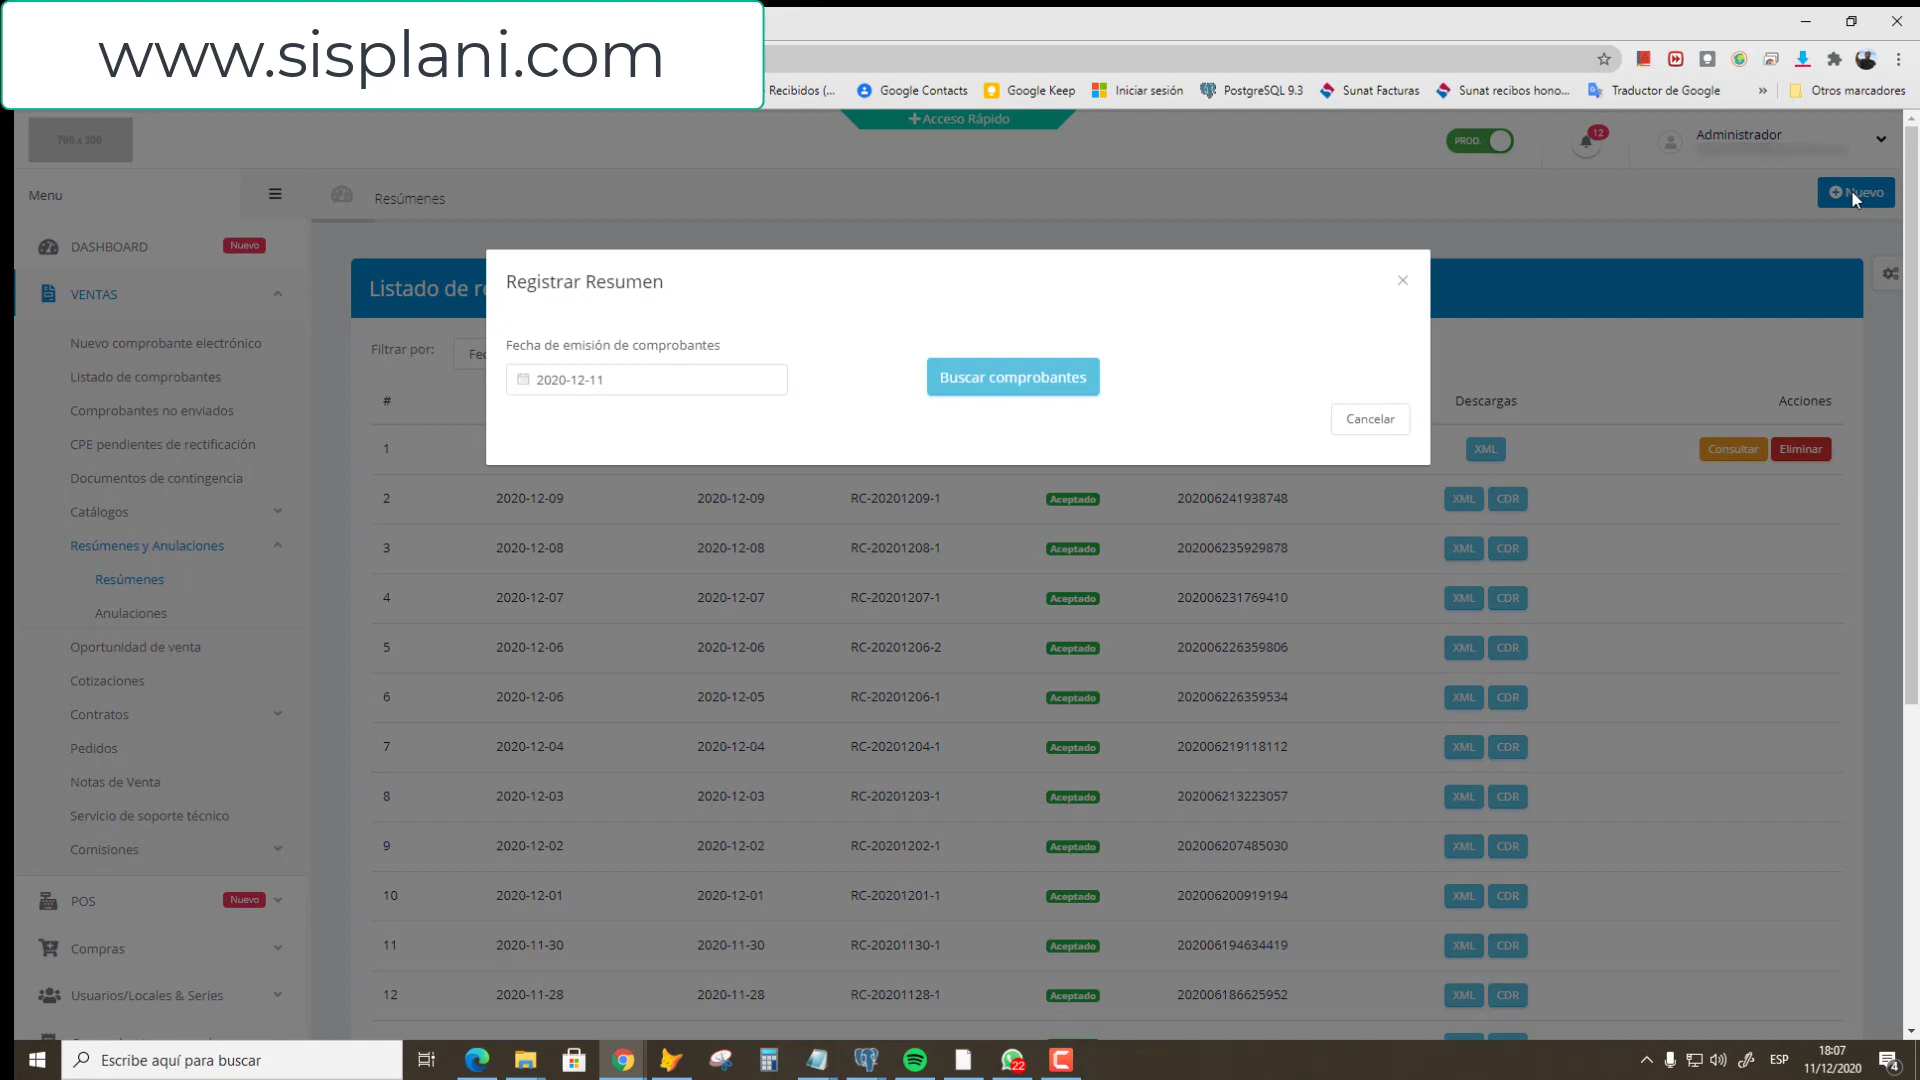 www.sisplani.com
Recibidos (...
Google Contacts
Google Keep
Iniciar sesión
PostgreSQL 9.3
Sunat Facturas
Sunat recibos hono...
Traductor de Google
»
Otros marcadores
700 x 300
+Acceso Rápido
PROD.
12
Administrador
Menu
Resúmenes
Nuevo
DASHBOARD
Nuevo
VENTAS
Nuevo comprobante electrónico
Listado de comprobantes
Comprobantes no enviados
CPE pendientes de rectificación
Documentos de contingencia
Catálogos
Resúmenes y Anulaciones
Resúmenes
Anulaciones
Oportunidad de venta
Cotizaciones
Contratos
Pedidos
Notas de Venta
Servicio de soporte técnico
Comisiones
POS
Nuevo
Compras
Usuarios/Locales & Series
Listado de r
Filtrar por:
Registrar Resumen
×
Fecha de emisión de comprobantes
2020-12-11
Buscar comprobantes
Cancelar
# Descargas Acciones
1 XML Consultar Eliminar
2 2020-12-09 2020-12-09 RC-20201209-1 Aceptado 202006241938748 XML CDR
3 2020-12-08 2020-12-08 RC-20201208-1 Aceptado 202006235929878 XML CDR
4 2020-12-07 2020-12-07 RC-20201207-1 Aceptado 202006231769410 XML CDR
5 2020-12-06 2020-12-06 RC-20201206-2 Aceptado 202006226359806 XML CDR
6 2020-12-06 2020-12-05 RC-20201206-1 Aceptado 202006226359534 XML CDR
7 2020-12-04 2020-12-04 RC-20201204-1 Aceptado 202006219118112 XML CDR
8 2020-12-03 2020-12-03 RC-20201203-1 Aceptado 202006213223057 XML CDR
9 2020-12-02 2020-12-02 RC-20201202-1 Aceptado 202006207485030 XML CDR
10 2020-12-01 2020-12-01 RC-20201201-1 Aceptado 202006200919194 XML CDR
11 2020-11-30 2020-11-30 RC-20201130-1 Aceptado 202006194634419 XML CDR
12 2020-11-28 2020-11-28 RC-20201128-1 Aceptado 202006186625952 XML CDR
Escribe aquí para buscar
22
ESP
18:07
11/12/2020
4